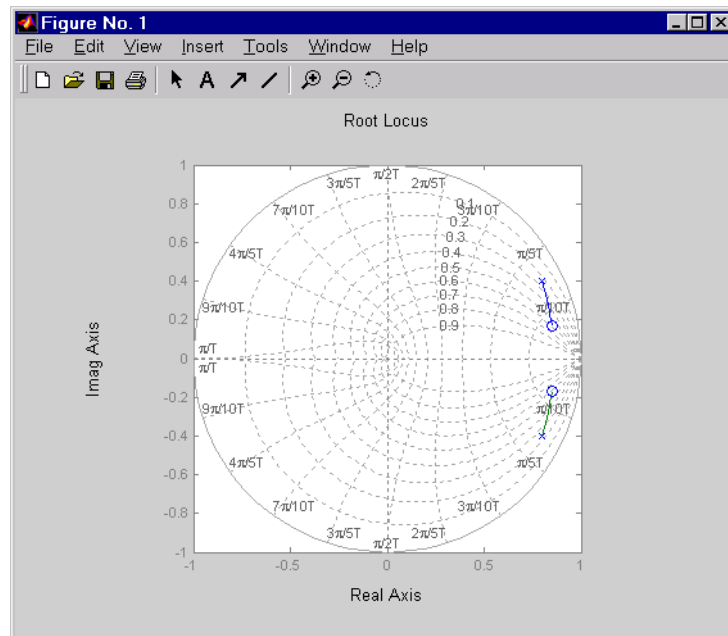 Figure No. 1
File Edit View Insert Tools Window Help
A
Root Locus
1
π/2T
3π/5T 2π/5T
0.1
0.8 7π/10T 3π/10T
0.2
0.3
0.6
4π/5T 0.4 π/5T
0.5
0.4 0.6
0.7
9π/10T 0.8 π/10T
0.2 0.9
π/T
0
π/T
-0.2
9π/10T π/10T
-0.4
4π/5T π/5T
-0.6
7π/10T 3π/10T
-0.8
3π/5T 2π/5T
π/2T
-1
-1 -0.5 0 0.5 1
Real Axis
Imag Axis